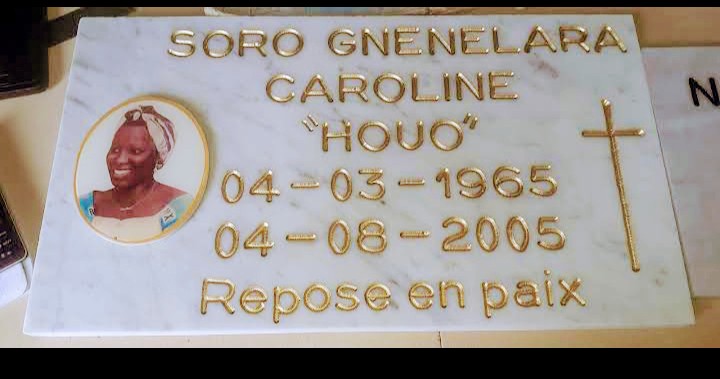 SORO GNENELARA
CAROLINE
"HOUO"
04-03-1965
04-08-2005
Repose en paix
N